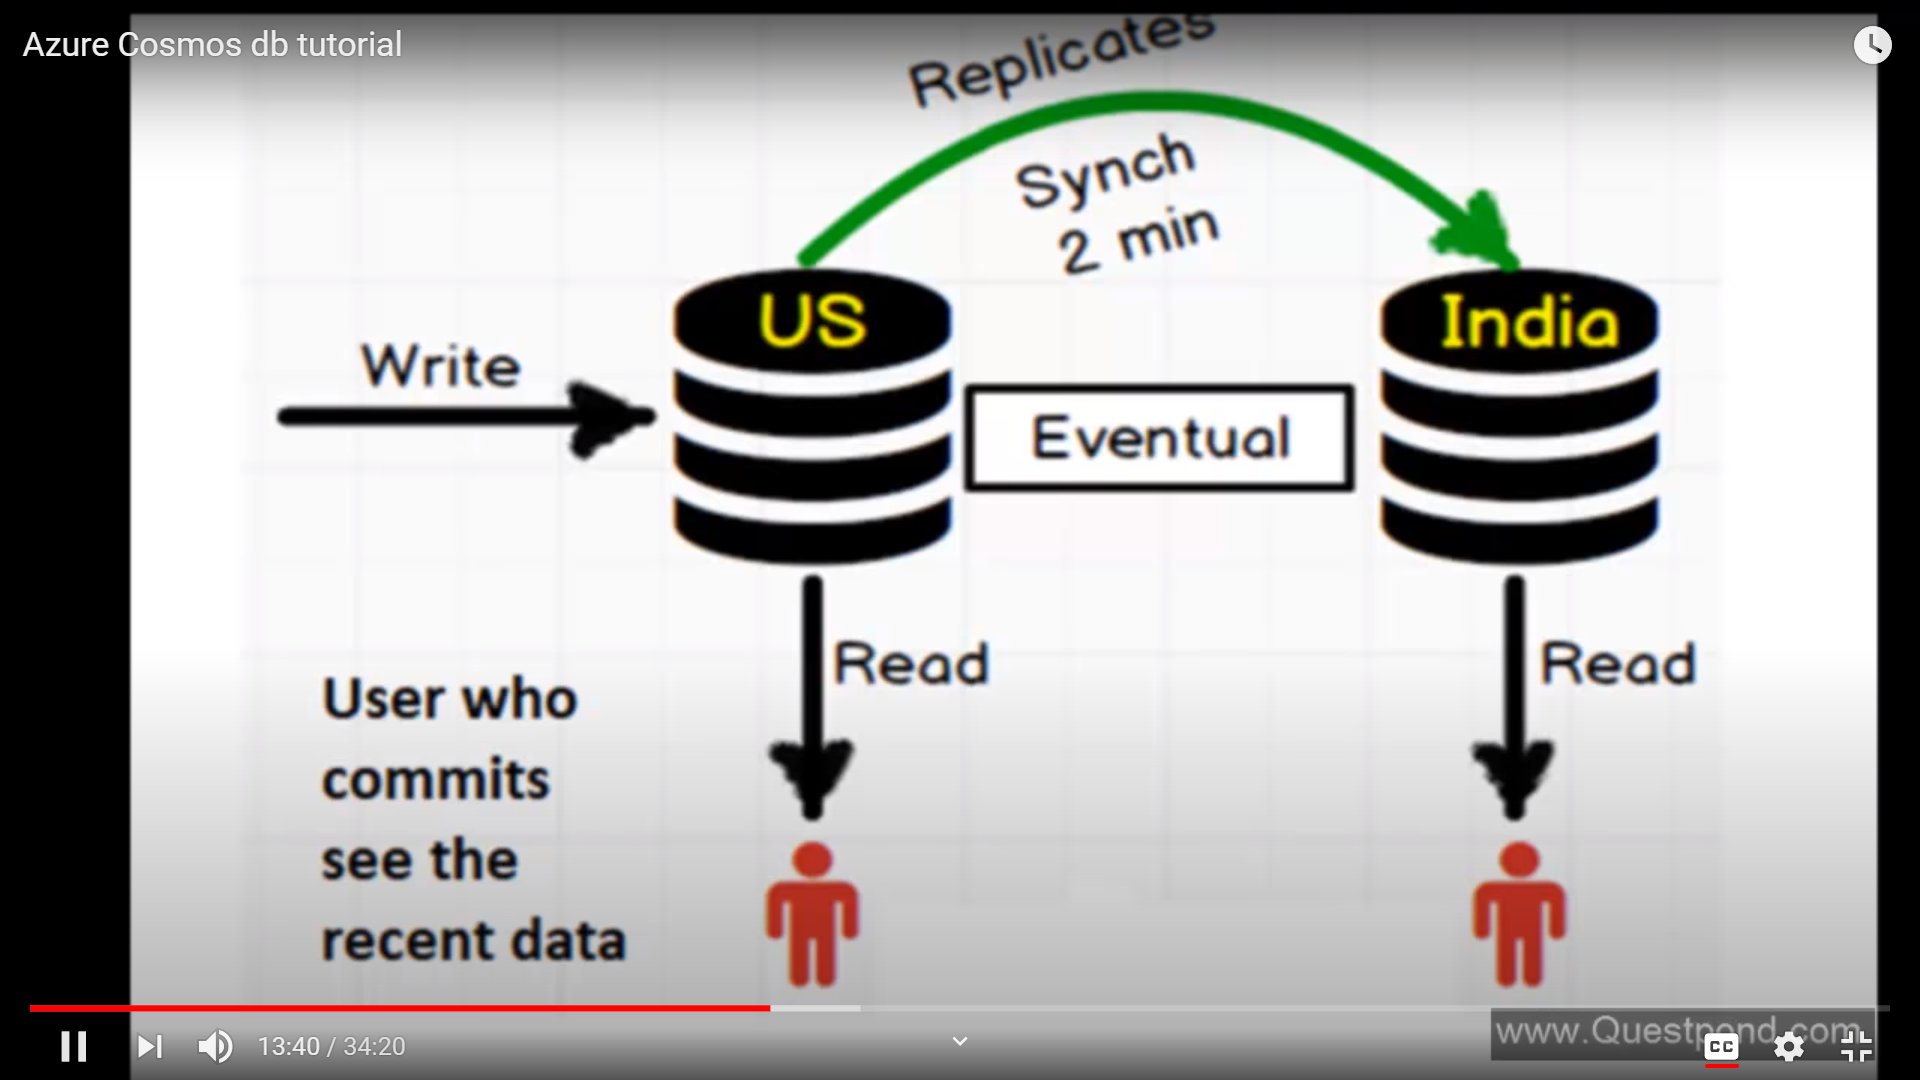 Azure Cosmos db tutorial
Replicates
Synch
2 min
US
India
Write
Eventual
Read
Read
User who
commits
see the
recent data
www.Questpond.com
13:40 / 34:20
CC